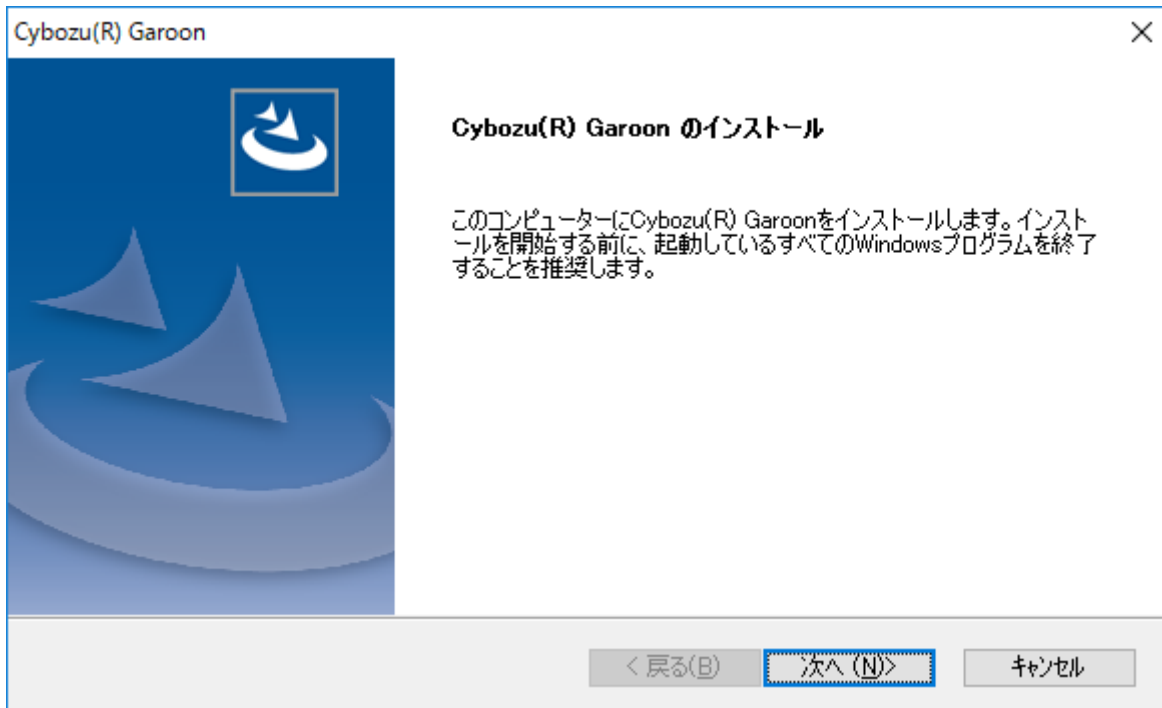 Cybozu(R) Garoon
Cybozu(R) Garoon のインストール
このコンピューターにCybozu(R) Garoonをインストールします。インスト
ールを開始する前に、起動しているすべてのWindowsプログラムを終了
することを推奨します。
< 戻る(B)
次へ (N)>
キャンセル